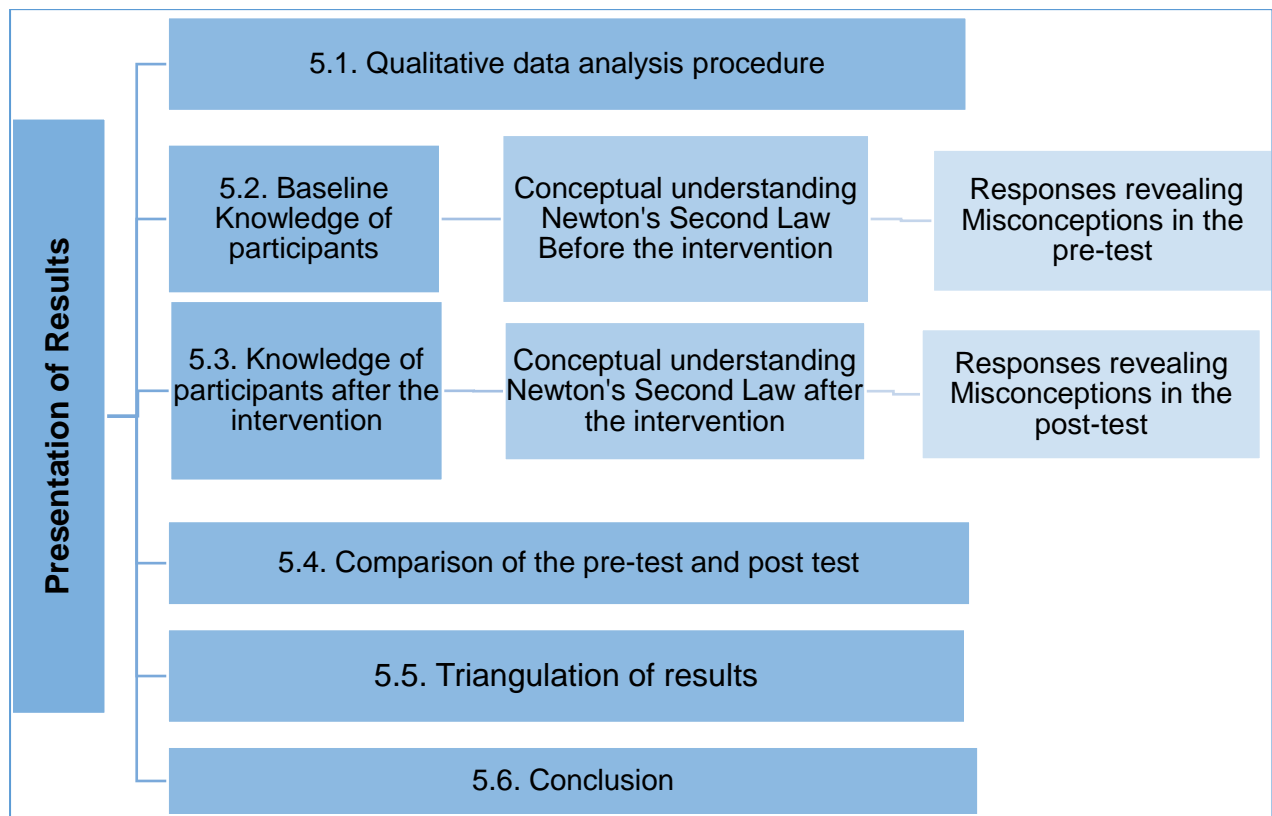 Presentation of Results
5.1. Qualitative data analysis procedure
5.2. Baseline
Knowledge of
participants
Conceptual understanding
Newton's Second Law
Before the intervention
Responses revealing
Misconceptions in the
pre-test
5.3. Knowledge of
participants after the
intervention
Conceptual understanding
Newton's Second Law after
the intervention
Responses revealing
Misconceptions in the
post-test
5.4. Comparison of the pre-test and post test
5.5. Triangulation of results
5.6. Conclusion